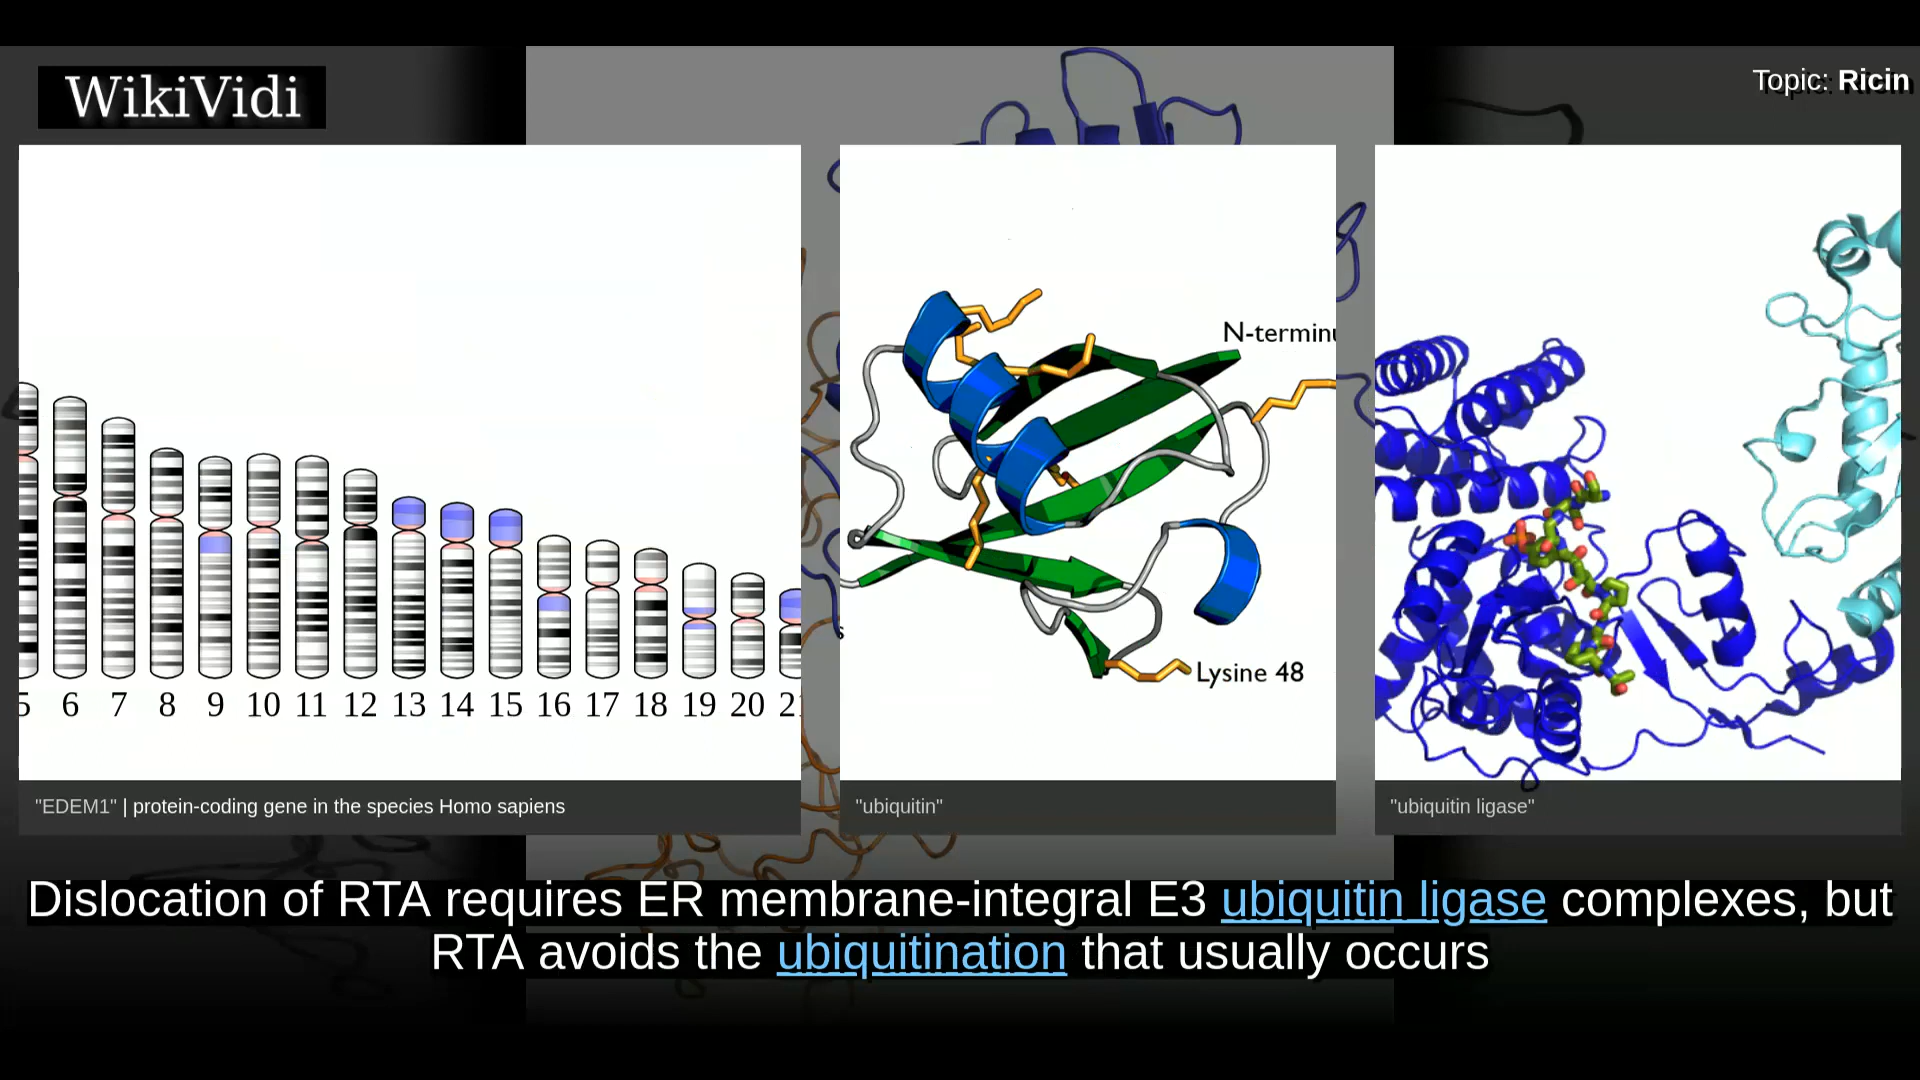 WikiVidi
Topic: Ricin
N-terminu
Lysine 48
5 6 7 8 9 10 11 12 13 14 15 16 17 18 19 20 21
"EDEM1" | protein-coding gene in the species Homo sapiens
"ubiquitin"
"ubiquitin ligase"
Dislocation of RTA requires ER membrane-integral E3 ubiquitin ligase complexes, but
RTA avoids the ubiquitination that usually occurs